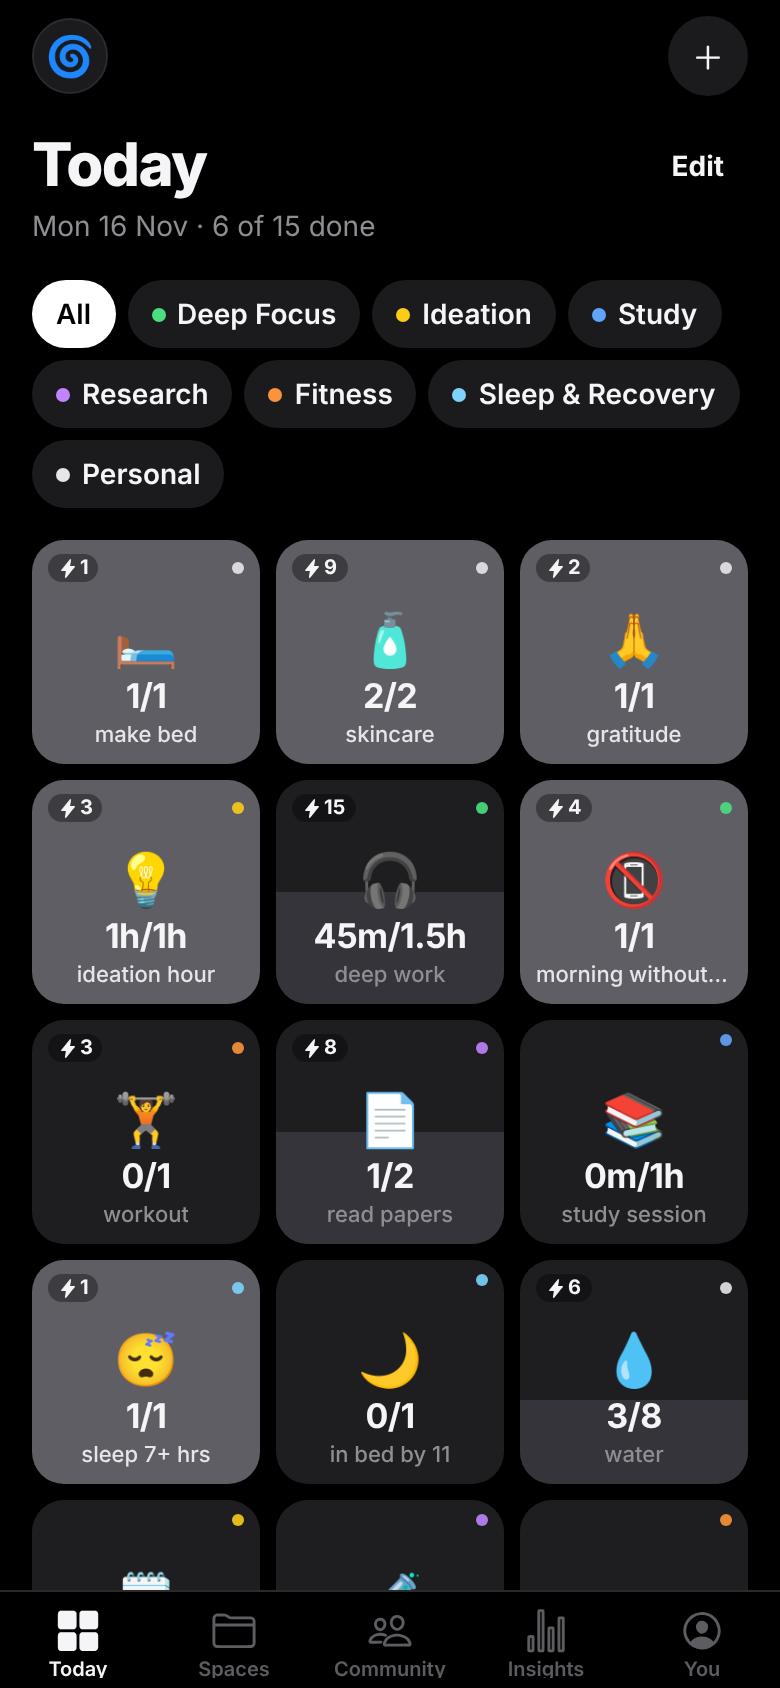 Today
Edit
Mon 16 Nov · 6 of 15 done
All
Deep Focus
Ideation
Study
Research
Fitness
Sleep & Recovery
Personal
1
1/1
make bed
9
2/2
skincare
2
1/1
gratitude
3
1h/1h
ideation hour
15
45m/1.5h
deep work
4
1/1
morning without...
3
0/1
workout
8
1/2
read papers
0m/1h
study session
1
1/1
sleep 7+ hrs
0/1
in bed by 11
6
3/8
water
Today
Spaces
Community
Insights
You